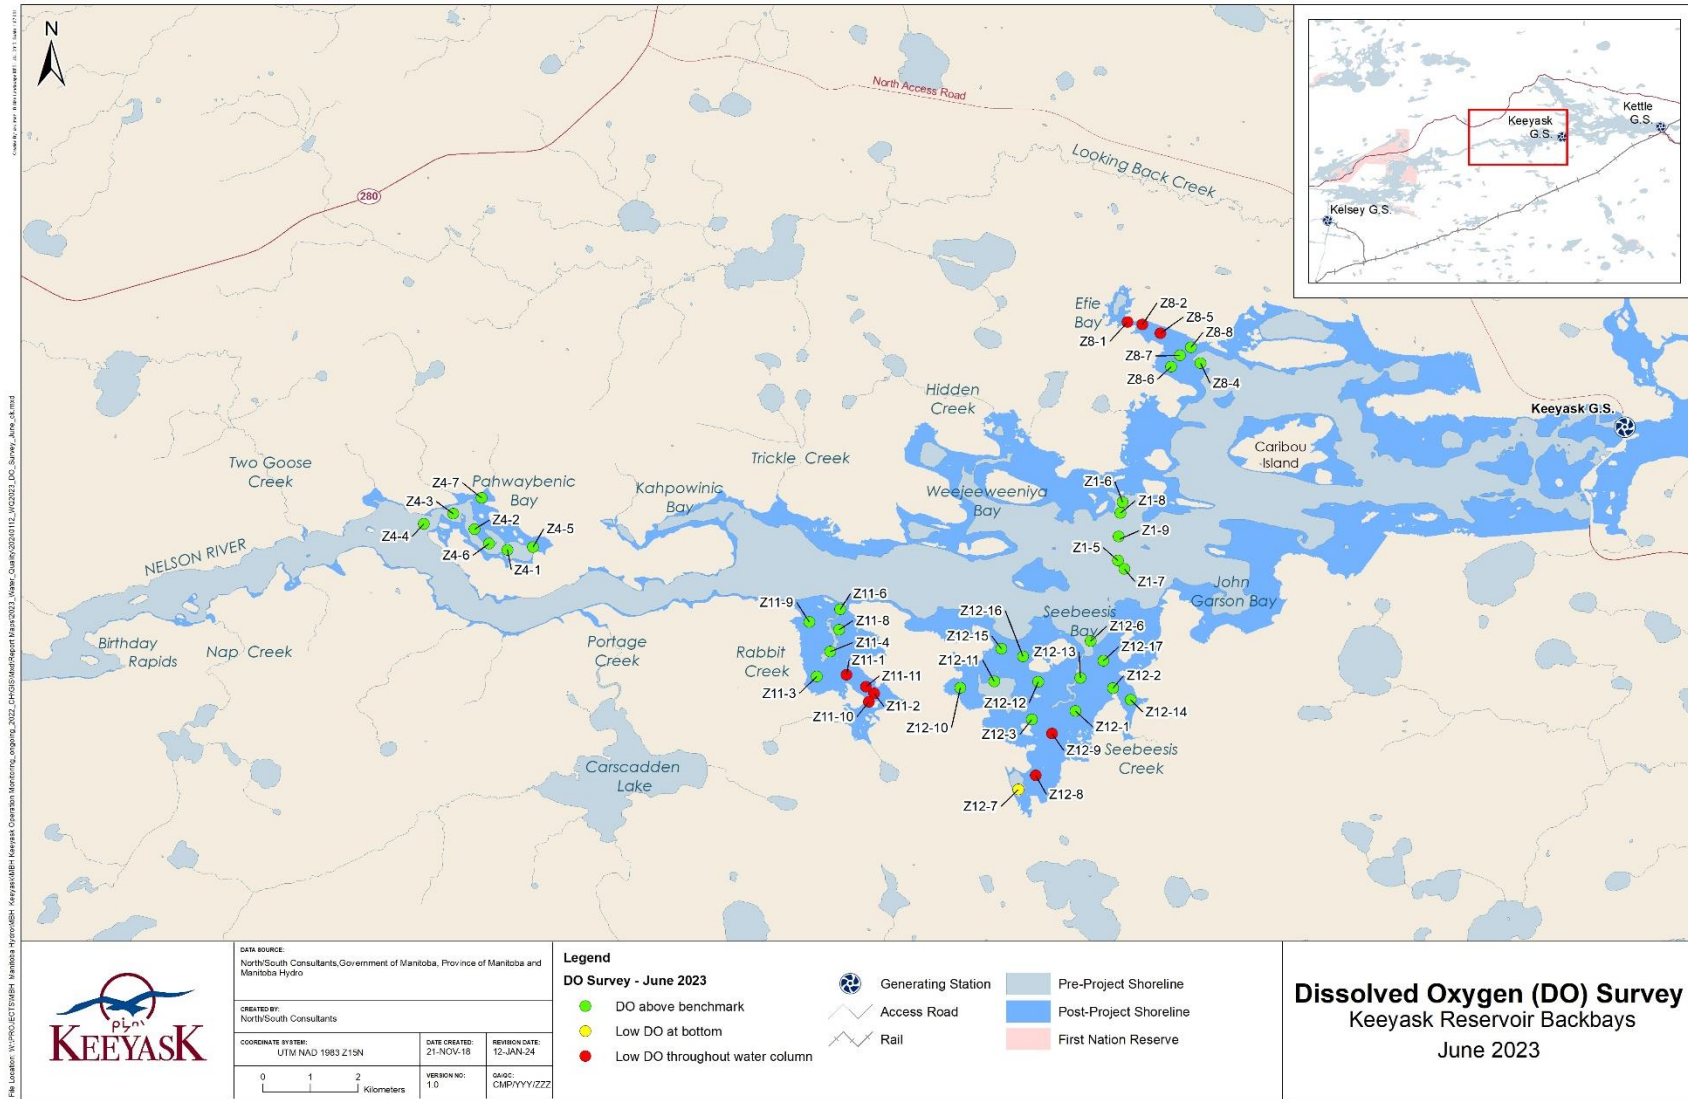 N
North Access Road
Looking Back Creek
280
Kettle
G.S.
Keeyask
G.S.
Kelsey G.S.
Efie
Bay
Z8-2
Z8-5
Z8-8
Z8-1
Z8-7
Z8-6
Z8-4
Hidden
Creek
Keeyask G.S.
Caribou
Island
Two Goose
Creek
Trickle Creek
Pahwaybenic
Bay
Kahpowinic
Bay
Weejeeweeniya
Bay
Z4-7
Z4-3
Z4-2
Z4-5
Z4-4
Z4-6
Z4-1
Z1-6
Z1-8
Z1-9
Z1-5
Z1-7
NELSON RIVER
John
Garson Bay
Birthday
Rapids
Nap Creek
Portage
Creek
Rabbit
Creek
Z11-9
Z11-6
Z11-8
Z11-4
Z11-1
Z11-11
Z11-3
Z11-2
Z11-10
Seebeesis
Bay
Z12-16
Z12-15
Z12-6
Z12-13
Z12-17
Z12-11
Z12-2
Z12-12
Z12-14
Z12-10
Z12-3
Z12-1
Z12-9
Seebeesis
Creek
Z12-8
Z12-7
Carscadden
Lake
KEEYASK
DATA SOURCE:
North/South Consultants,Government of Manitoba, Province of Manitoba and
Manitoba Hydro
CREATED BY:
North/South Consultants
COORDINATE SYSTEM:
UTM NAD 1983 Z15N
DATE CREATED:
21-NOV-18
REVISION DATE:
12-JAN-24
0 1 2
Kilometers
VERSION NO:
1.0
QA/QC:
CMP/YYY/ZZZ
Legend
DO Survey - June 2023
DO above benchmark
Low DO at bottom
Low DO throughout water column
Generating Station
Access Road
Rail
Pre-Project Shoreline
Post-Project Shoreline
First Nation Reserve
Dissolved Oxygen (DO) Survey
Keeyask Reservoir Backbays
June 2023